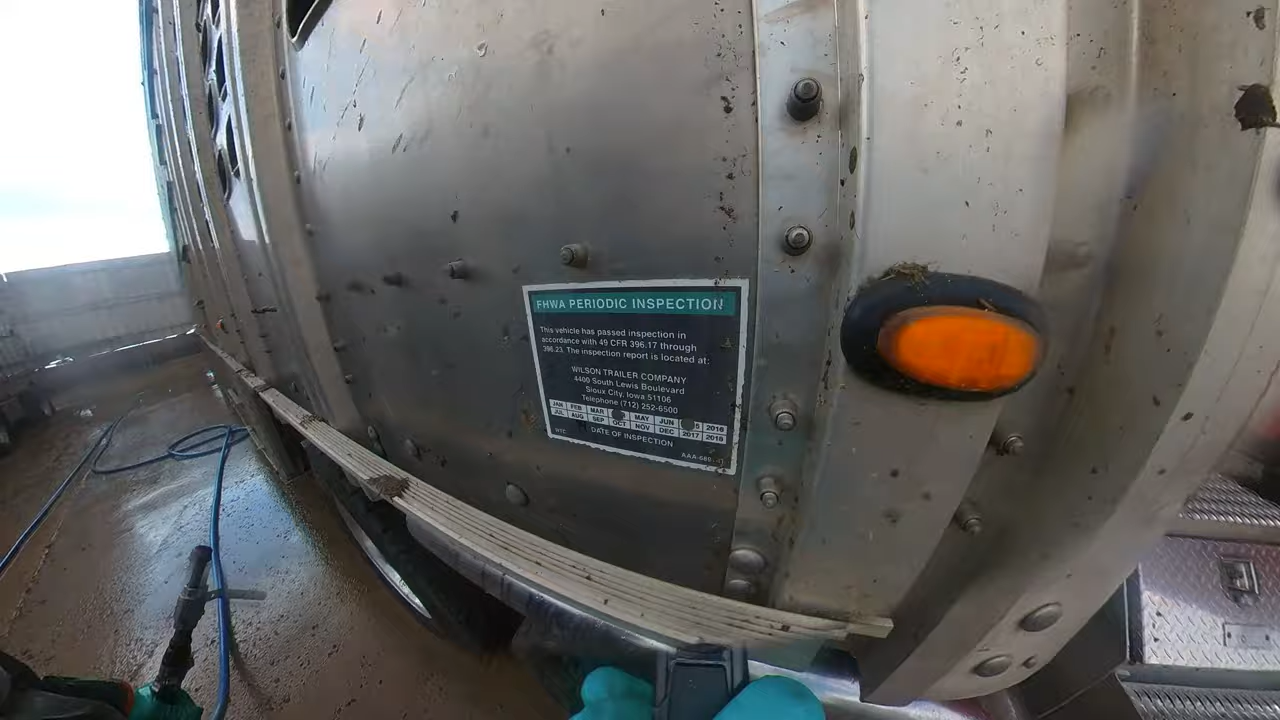 FHWA PERIODIC INSPECTION
This vehicle has passed inspection in
accordance with 49 CFR 396.17 through
396.23. The inspection report is located at:
WILSON TRAILER COMPANY
4400 South Lewis Boulevard
Sioux City, Iowa 51106
Telephone (712) 252-6500
JAN FEB MAR MAY JUN 2016
JUL AUG SEP OCT NOV DEC 2017 2018
WTC DATE OF INSPECTION